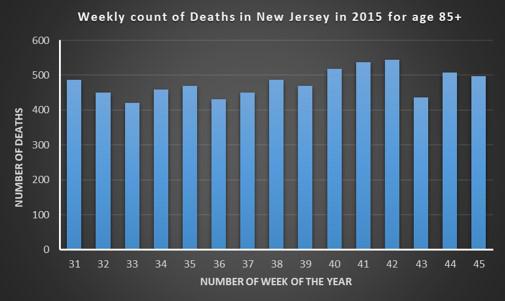 Weekly count of Deaths in New Jersey in 2015 for age 85+
NUMBER OF DEATHS
600
500
400
300
200
100
0
31 32 33 34 35 36 37 38 39 40 41 42 43 44 45
NUMBER OF WEEK OF THE YEAR